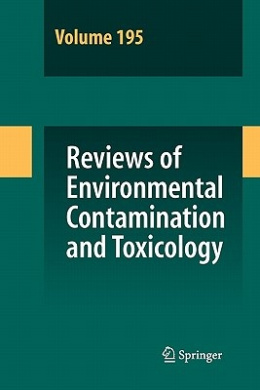 Volume 195
Reviews of
Environmental
Contamination
and Toxicology
Springer